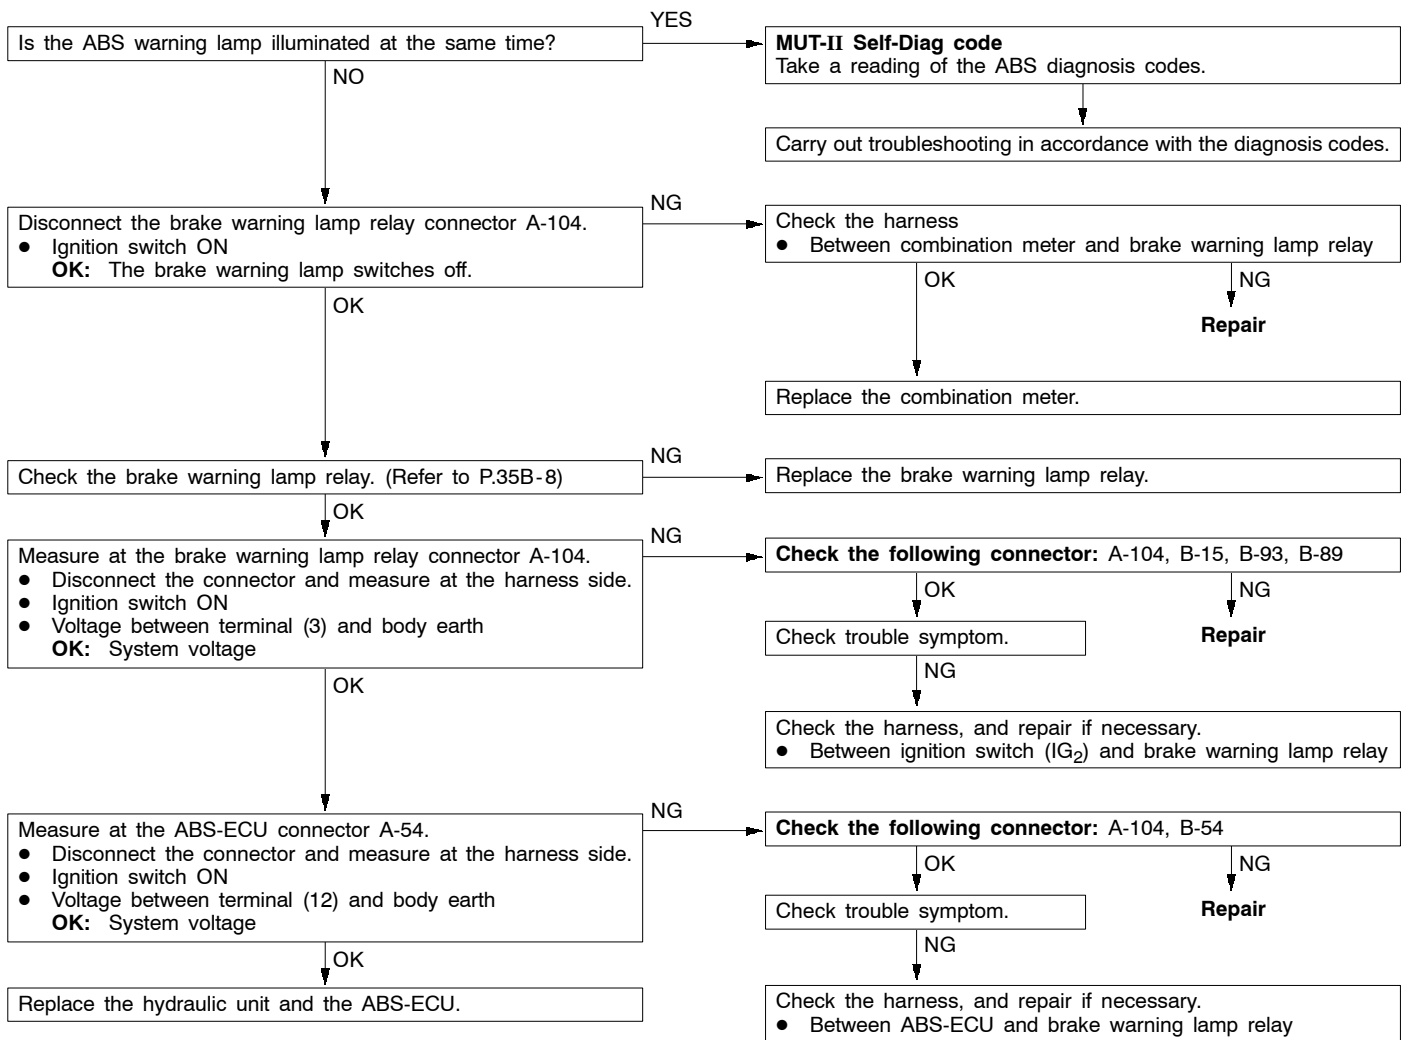 Is the ABS warning lamp illuminated at the same time?
YES
MUT-II Self-Diag code
Take a reading of the ABS diagnosis codes.
NO
Carry out troubleshooting in accordance with the diagnosis codes.
Disconnect the brake warning lamp relay connector A-104.
● Ignition switch ON
OK: The brake warning lamp switches off.
NG
Check the harness
● Between combination meter and brake warning lamp relay
OK
NG
Repair
OK
Replace the combination meter.
Check the brake warning lamp relay. (Refer to P.35B-8)
NG
Replace the brake warning lamp relay.
OK
Measure at the brake warning lamp relay connector A-104.
● Disconnect the connector and measure at the harness side.
● Ignition switch ON
● Voltage between terminal (3) and body earth
OK: System voltage
NG
Check the following connector: A-104, B-15, B-93, B-89
OK
NG
Check trouble symptom.
Repair
NG
OK
Check the harness, and repair if necessary.
● Between ignition switch (IG2) and brake warning lamp relay
Measure at the ABS-ECU connector A-54.
● Disconnect the connector and measure at the harness side.
● Ignition switch ON
● Voltage between terminal (12) and body earth
OK: System voltage
NG
Check the following connector: A-104, B-54
OK
NG
Check trouble symptom.
Repair
NG
OK
Replace the hydraulic unit and the ABS-ECU.
Check the harness, and repair if necessary.
● Between ABS-ECU and brake warning lamp relay